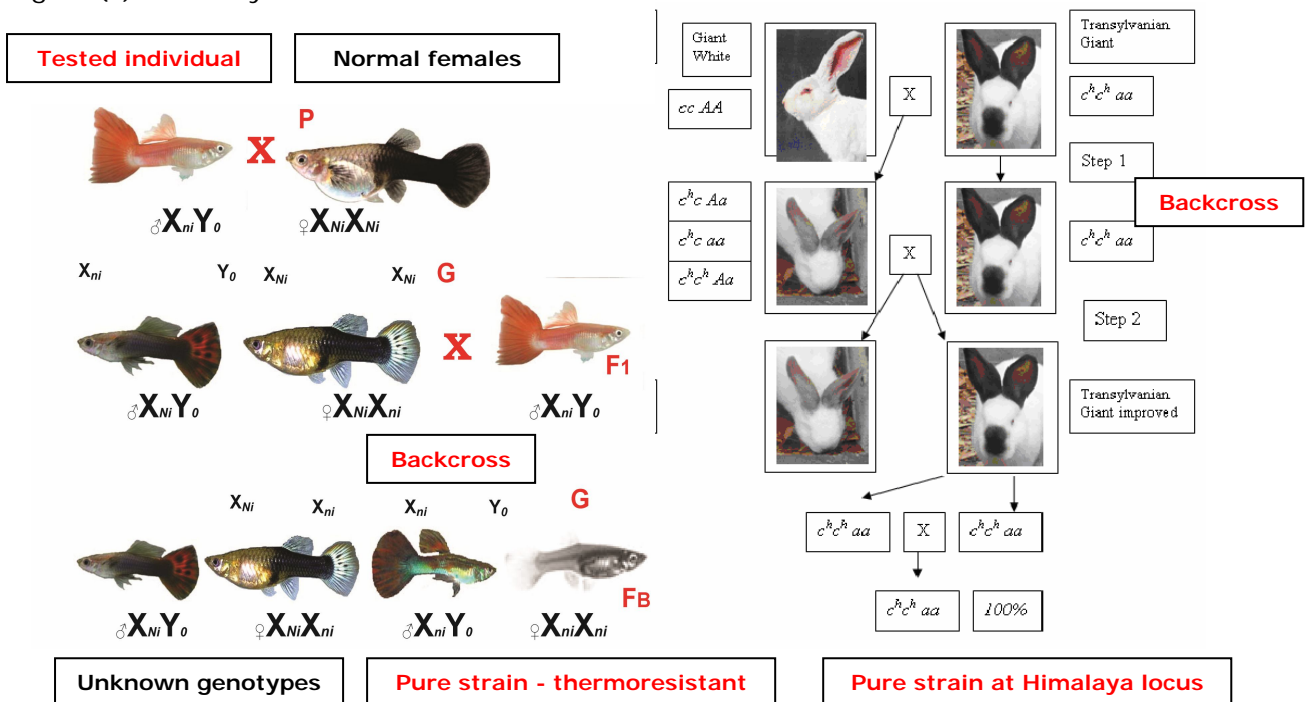 Tested individual
Normal females
P
X
♂XniY0
♀XNiXNi
Xni Y0 XNi XNi G
X
F1
♂XNiY0
♀XNiXni
♂XniY0
Backcross
XNi Xni Xni Y0 G
FB
♂XNiY0
♀XNiXni
♂XniY0
♀XniXni
Unknown genotypes
Pure strain - thermoresistant
Giant
White
cc AA
X
Transylvanian
Giant
cʰcʰ aa
Step 1
Backcross
cʰc Aa
cʰc aa
cʰcʰ Aa
X
cʰcʰ aa
Step 2
Transylvanian
Giant improved
cʰcʰ aa
X
cʰcʰ aa
cʰcʰ aa
100%
Pure strain at Himalaya locus